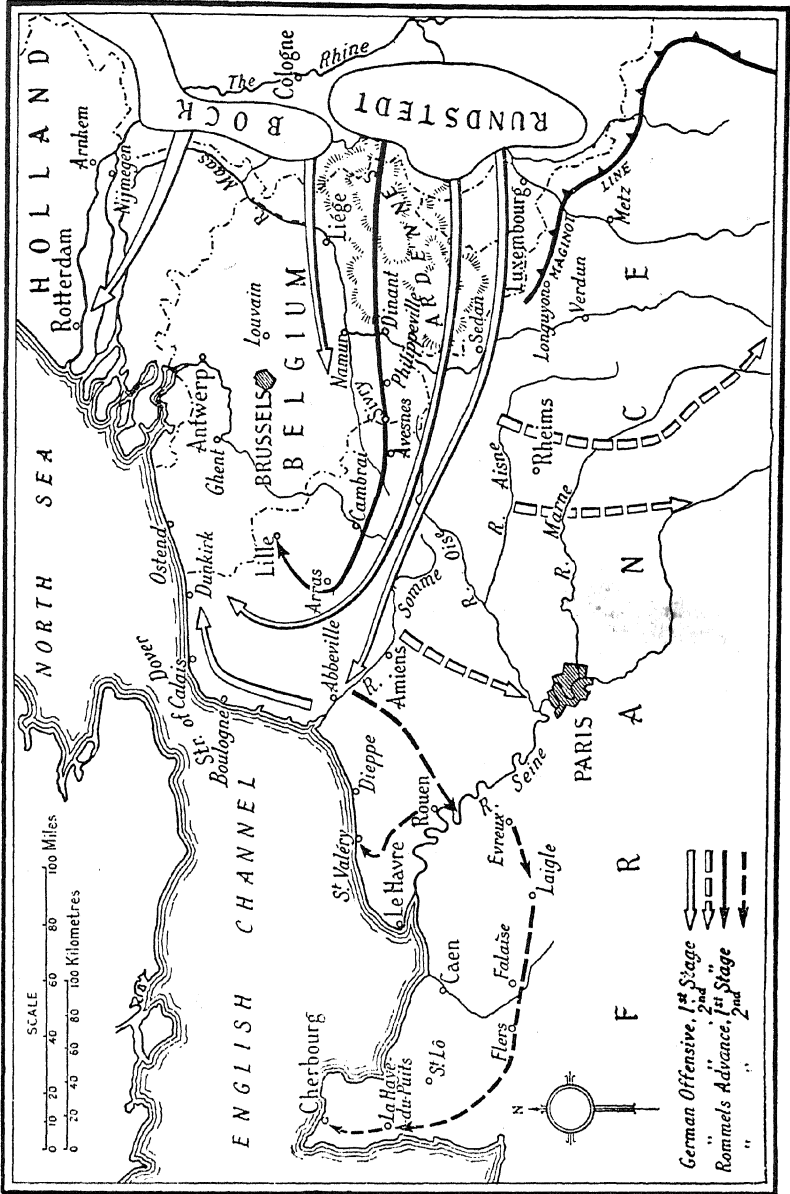 SCALE
0 10 20 40 60 80 100 Miles
0 20 40 60 80 100 Kilometres
NORTH SEA
HOLLAND
Rotterdam
Arnhem
Nijmegen
BOCK
The Rhine
Cologne
R. Maas
Dover
Str. of Calais
Boulogne
Dunkirk
Ostend
Ghent
Antwerp
BRUSSELS
Louvain
BELGIUM
Liége
Lille
Namur
ENGLISH CHANNEL
Arras
Cambrai
Sivry
Avesnes
Philippeville
Dinant
ARDENNES
RUNDSTEDT
Abbeville
Dieppe
St Valéry
Le Havre
Rouen
R. Seine
Amiens
R. Somme
R. Oise
Sedan
Luxembourg
Longuyon
MAGINOT LINE
Metz
Verdun
R. Aisne
Rheims
R. Marne
PARIS
Evreux
Laigle
Cherbourg
La Haye-du-Puits
St Lô
Caen
Falaise
Flers
FRANCE
N
German Offensive, 1st Stage
" " , 2nd "
Rommels Advance, 1st Stage
" " 2nd "